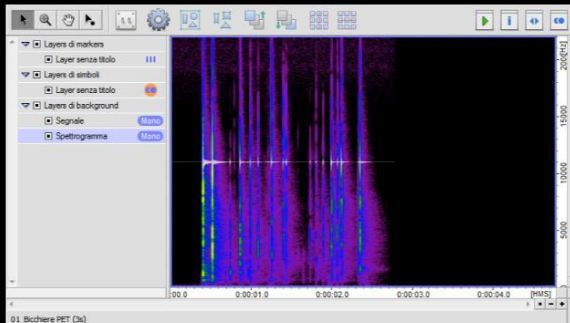 Layers di markers
Layer senza titolo
Layers di simboli
Layer senza titolo
Layers di background
Segnale Mono
Spettrogramma Mono
200[Hz]
15000
10000
5000
:00.0 0:00:01.0 0:00:02.0 0:00:03.0 0:00:04.0 [HMS]
01 Bicchiere PET (3s)